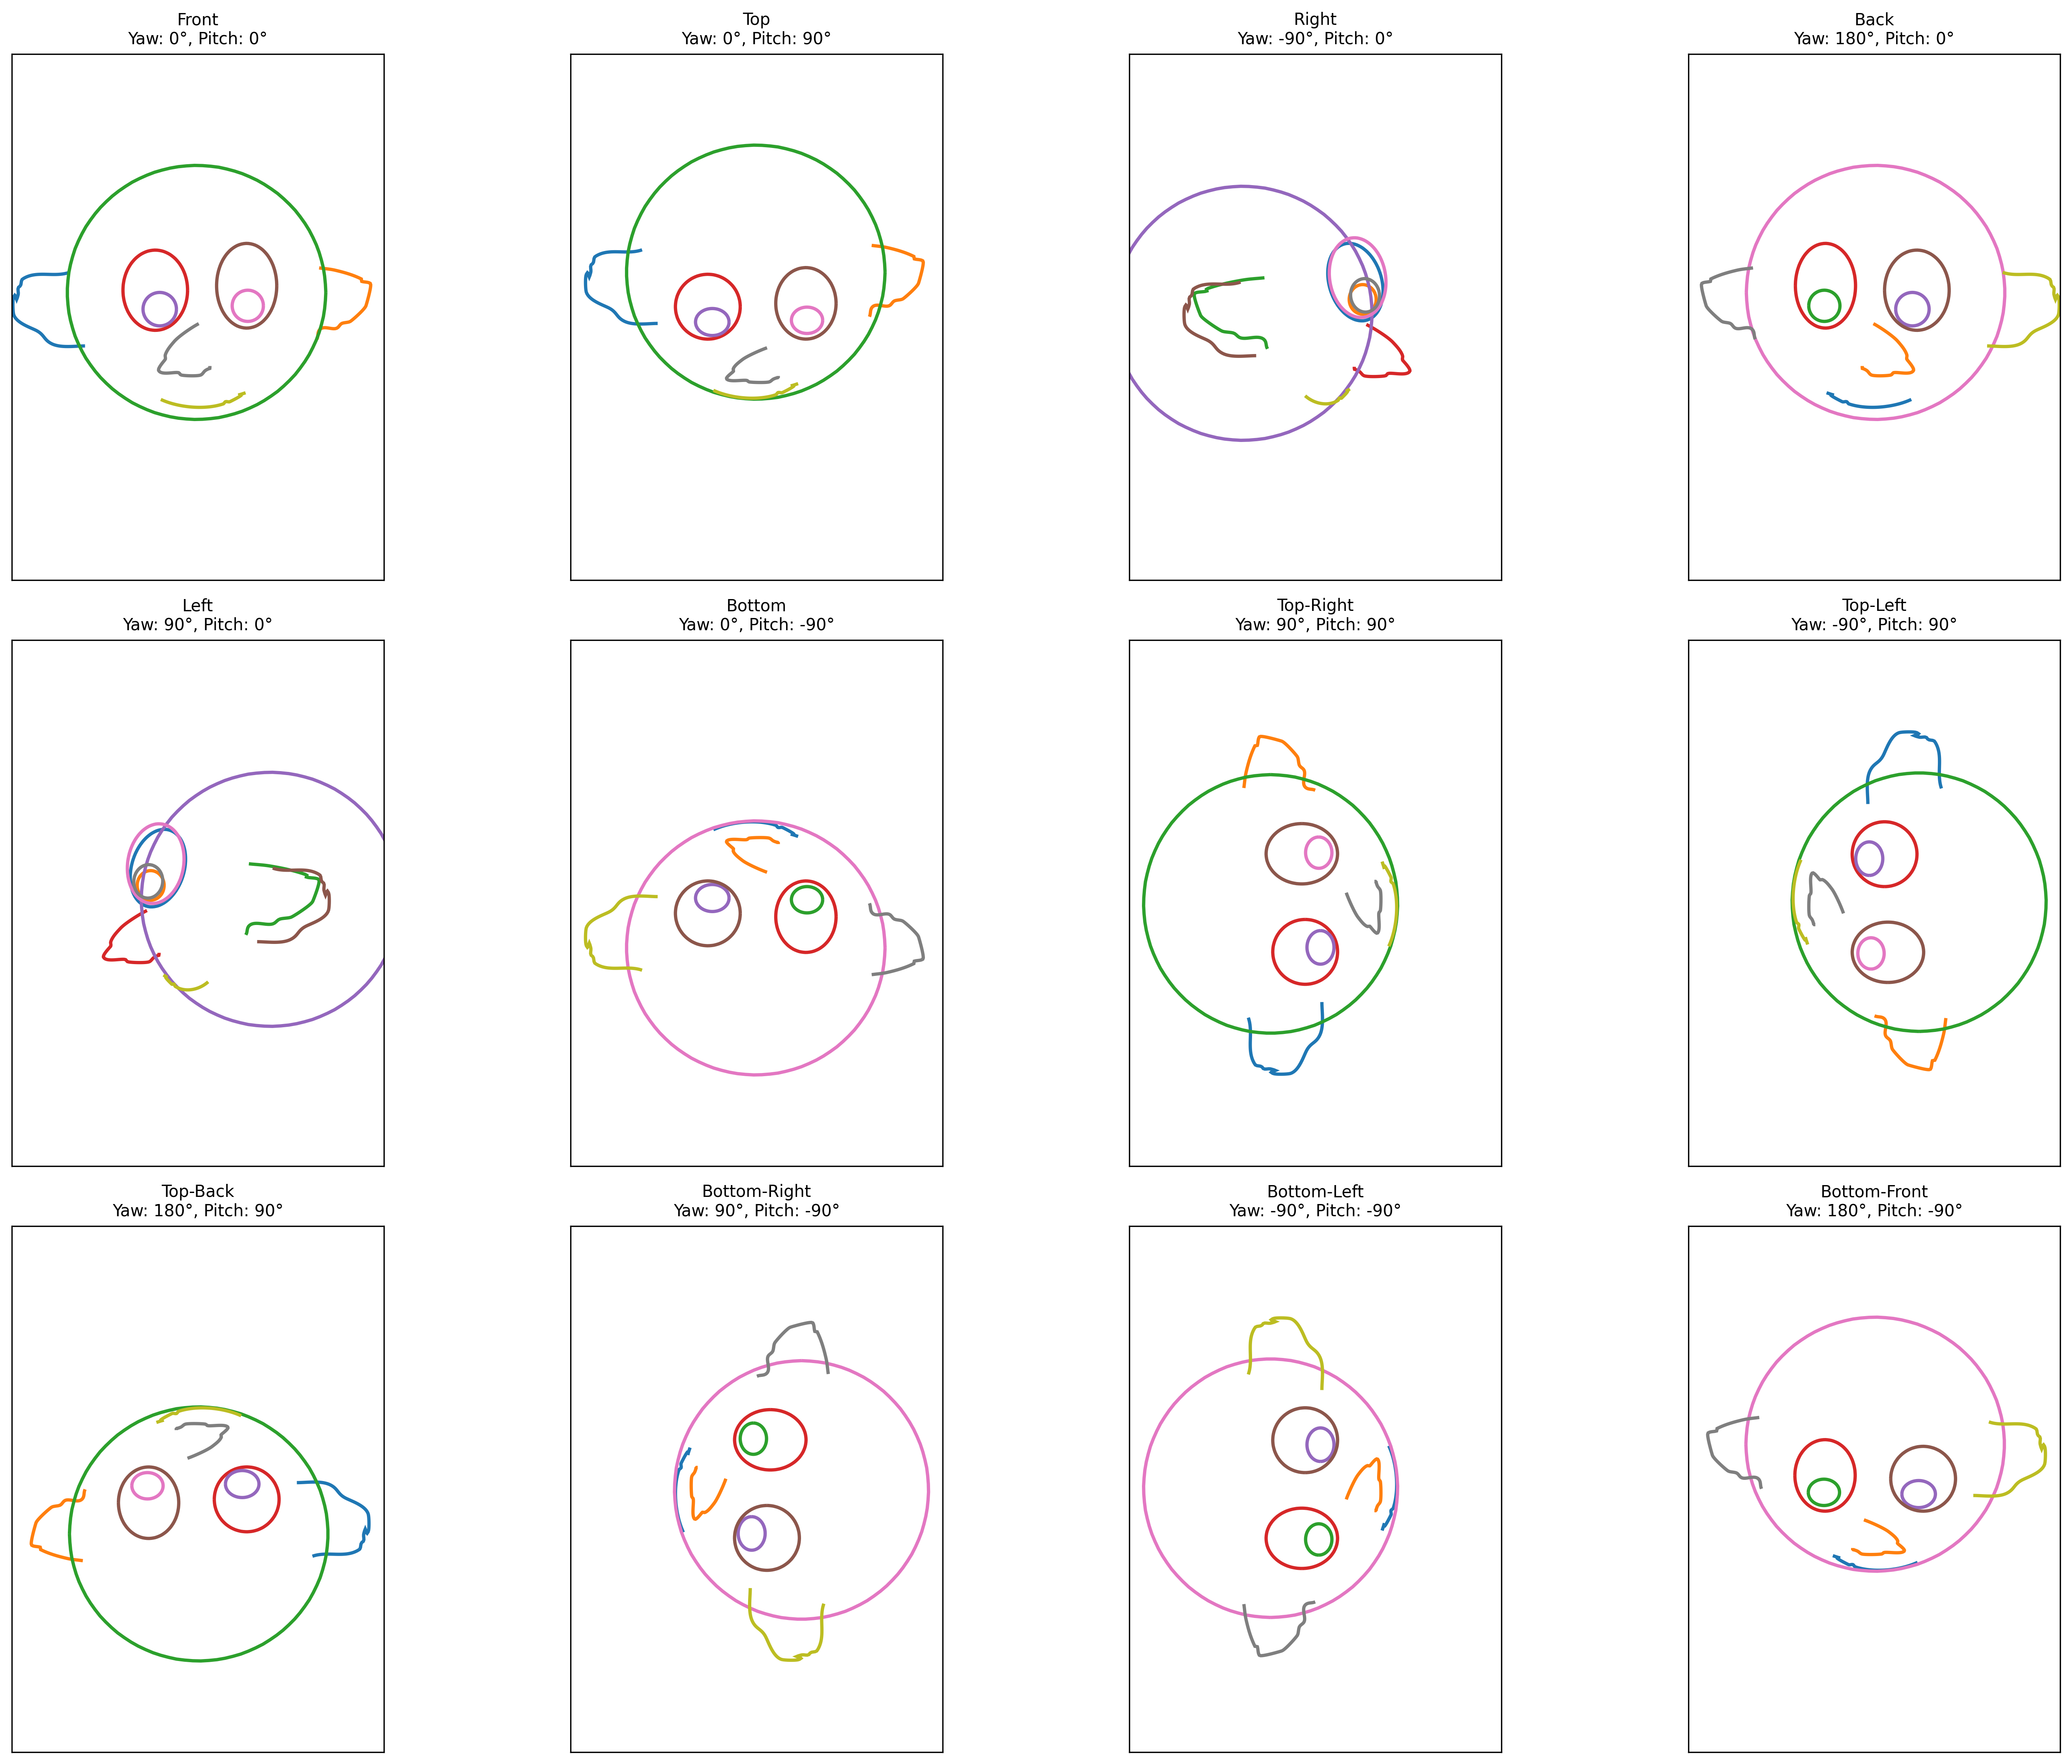 Front
Yaw: 0°, Pitch: 0°
Top
Yaw: 0°, Pitch: 90°
Right
Yaw: -90°, Pitch: 0°
Back
Yaw: 180°, Pitch: 0°
Left
Yaw: 90°, Pitch: 0°
Bottom
Yaw: 0°, Pitch: -90°
Top-Right
Yaw: 90°, Pitch: 90°
Top-Left
Yaw: -90°, Pitch: 90°
Top-Back
Yaw: 180°, Pitch: 90°
Bottom-Right
Yaw: 90°, Pitch: -90°
Bottom-Left
Yaw: -90°, Pitch: -90°
Bottom-Front
Yaw: 180°, Pitch: -90°